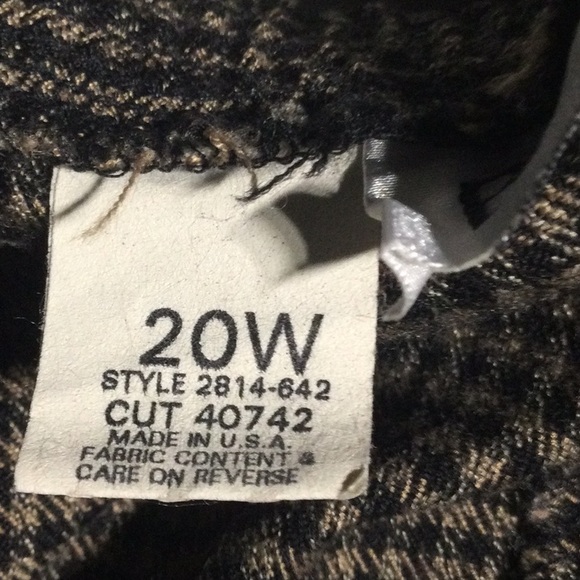 20W
STYLE 2814-642
CUT 40742
MADE IN U.S.A.
FABRIC CONTENT &
CARE ON REVERSE